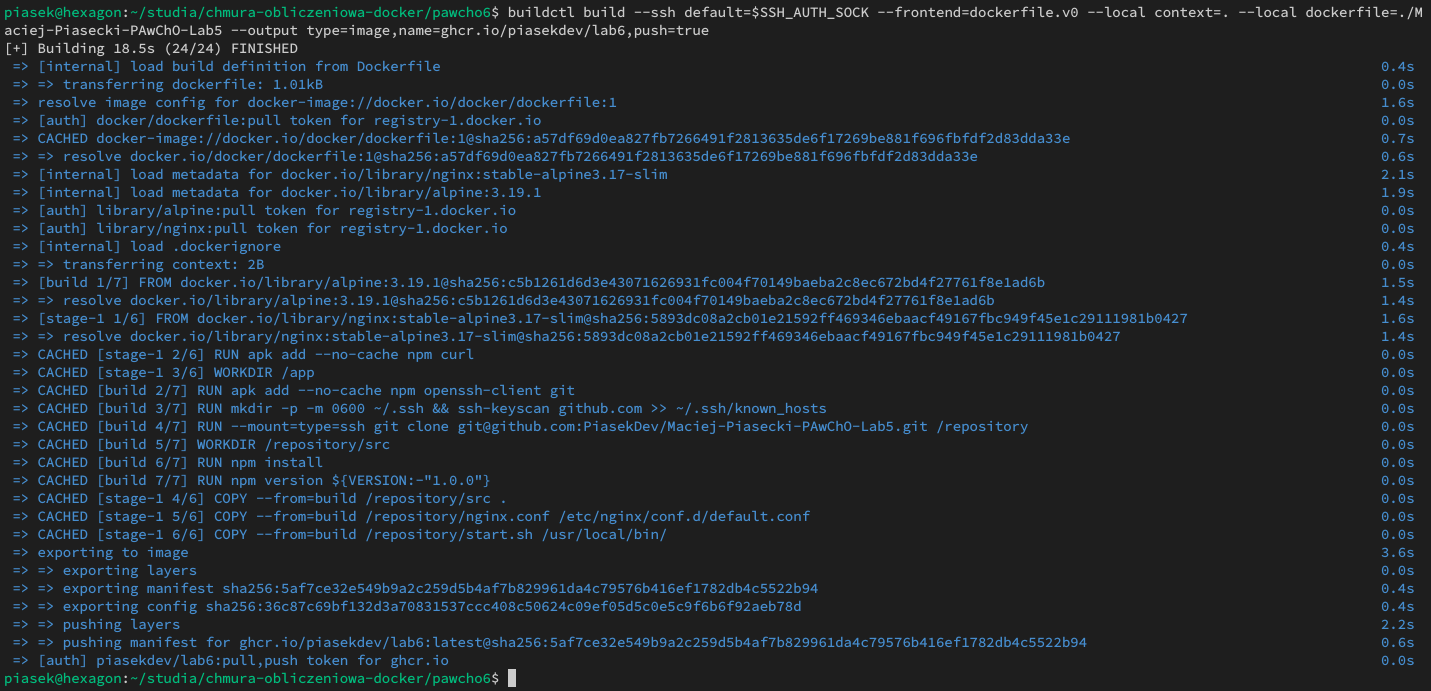 piasek@hexagon:~/studia/chmura-obliczeniowa-docker/pawcho6$ buildctl build --ssh default=$SSH_AUTH_SOCK --frontend=dockerfile.v0 --local context=. --local dockerfile=./M
aciej-Piasecki-PAwChO-Lab5 --output type=image,name=ghcr.io/piasekdev/lab6,push=true
[+] Building 18.5s (24/24) FINISHED
=> [internal] load build definition from Dockerfile 0.4s
=> => transferring dockerfile: 1.01kB 0.0s
=> resolve image config for docker-image://docker.io/docker/dockerfile:1 1.6s
=> [auth] docker/dockerfile:pull token for registry-1.docker.io 0.0s
=> CACHED docker-image://docker.io/docker/dockerfile:1@sha256:a57df69d0ea827fb7266491f2813635de6f17269be881f696fbfdf2d83dda33e 0.7s
=> => resolve docker.io/docker/dockerfile:1@sha256:a57df69d0ea827fb7266491f2813635de6f17269be881f696fbfdf2d83dda33e 0.6s
=> [internal] load metadata for docker.io/library/nginx:stable-alpine3.17-slim 2.1s
=> [internal] load metadata for docker.io/library/alpine:3.19.1 1.9s
=> [auth] library/alpine:pull token for registry-1.docker.io 0.0s
=> [auth] library/nginx:pull token for registry-1.docker.io 0.0s
=> [internal] load .dockerignore 0.4s
=> => transferring context: 2B 0.0s
=> [build 1/7] FROM docker.io/library/alpine:3.19.1@sha256:c5b1261d6d3e43071626931fc004f70149baeba2c8ec672bd4f27761f8e1ad6b 1.5s
=> => resolve docker.io/library/alpine:3.19.1@sha256:c5b1261d6d3e43071626931fc004f70149baeba2c8ec672bd4f27761f8e1ad6b 1.4s
=> [stage-1 1/6] FROM docker.io/library/nginx:stable-alpine3.17-slim@sha256:5893dc08a2cb01e21592ff469346ebaacf49167fbc949f45e1c29111981b0427 1.6s
=> => resolve docker.io/library/nginx:stable-alpine3.17-slim@sha256:5893dc08a2cb01e21592ff469346ebaacf49167fbc949f45e1c29111981b0427 1.4s
=> CACHED [stage-1 2/6] RUN apk add --no-cache npm curl 0.0s
=> CACHED [stage-1 3/6] WORKDIR /app 0.0s
=> CACHED [build 2/7] RUN apk add --no-cache npm openssh-client git 0.0s
=> CACHED [build 3/7] RUN mkdir -p -m 0600 ~/.ssh && ssh-keyscan github.com >> ~/.ssh/known_hosts 0.0s
=> CACHED [build 4/7] RUN --mount=type=ssh git clone git@github.com:PiasekDev/Maciej-Piasecki-PAwChO-Lab5.git /repository 0.0s
=> CACHED [build 5/7] WORKDIR /repository/src 0.0s
=> CACHED [build 6/7] RUN npm install 0.0s
=> CACHED [build 7/7] RUN npm version ${VERSION:-"1.0.0"} 0.0s
=> CACHED [stage-1 4/6] COPY --from=build /repository/src . 0.0s
=> CACHED [stage-1 5/6] COPY --from=build /repository/nginx.conf /etc/nginx/conf.d/default.conf 0.0s
=> CACHED [stage-1 6/6] COPY --from=build /repository/start.sh /usr/local/bin/ 0.0s
=> exporting to image 3.6s
=> => exporting layers 0.0s
=> => exporting manifest sha256:5af7ce32e549b9a2c259d5b4af7b829961da4c79576b416ef1782db4c5522b94 0.4s
=> => exporting config sha256:36c87c69bf132d3a70831537ccc408c50624c09ef05d5c0e5c9f6b6f92aeb78d 0.4s
=> => pushing layers 2.2s
=> => pushing manifest for ghcr.io/piasekdev/lab6:latest@sha256:5af7ce32e549b9a2c259d5b4af7b829961da4c79576b416ef1782db4c5522b94 0.6s
=> [auth] piasekdev/lab6:pull,push token for ghcr.io 0.0s
piasek@hexagon:~/studia/chmura-obliczeniowa-docker/pawcho6$